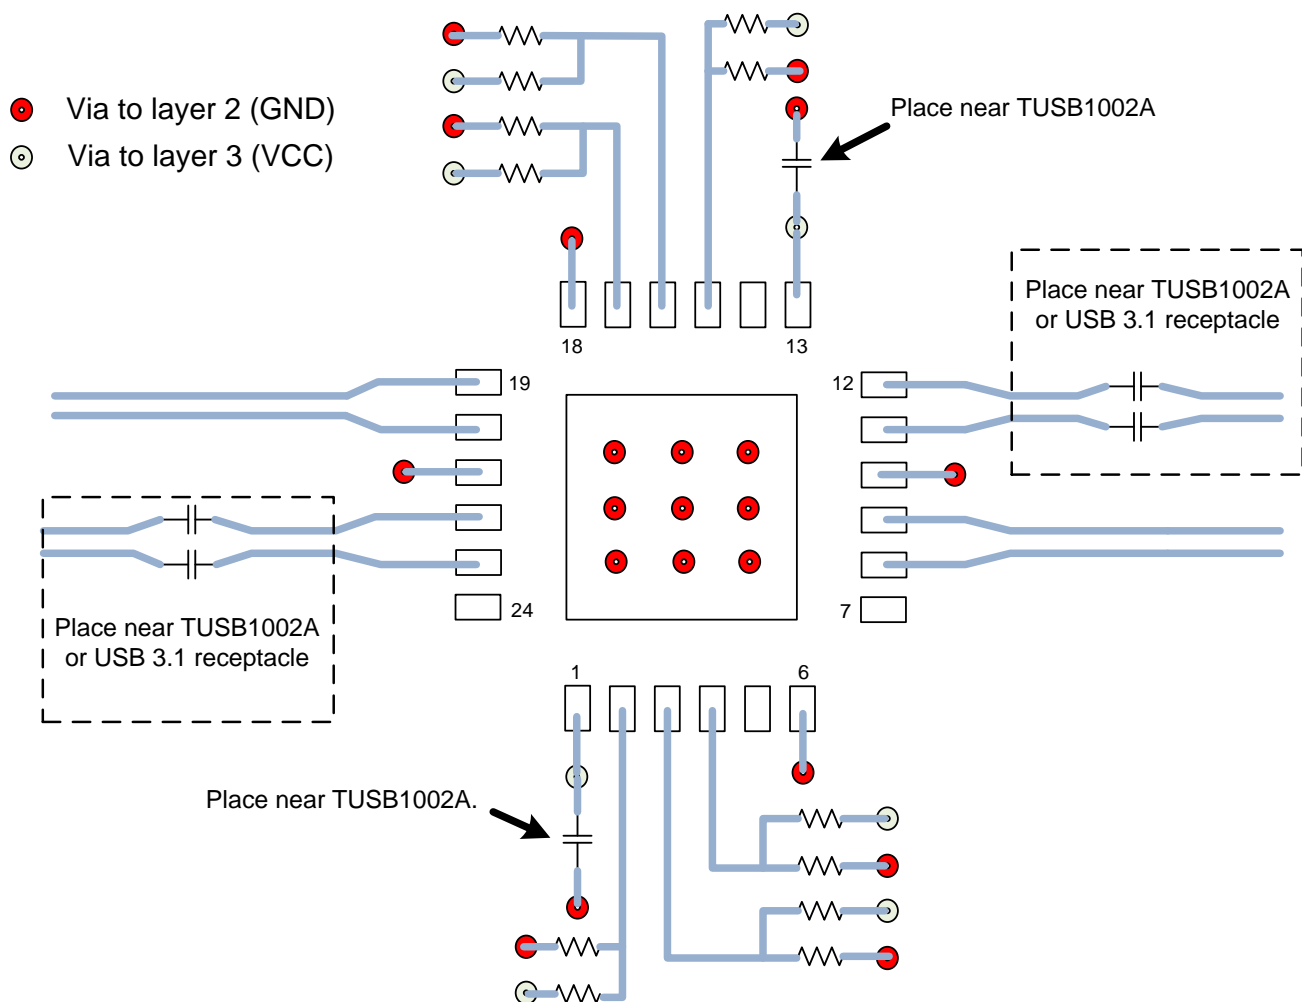 Via to layer 2 (GND)
Via to layer 3 (VCC)
Place near TUSB1002A
Place near TUSB1002A
or USB 3.1 receptacle
18
13
19
12
24
7
Place near TUSB1002A
or USB 3.1 receptacle
1
6
Place near TUSB1002A.